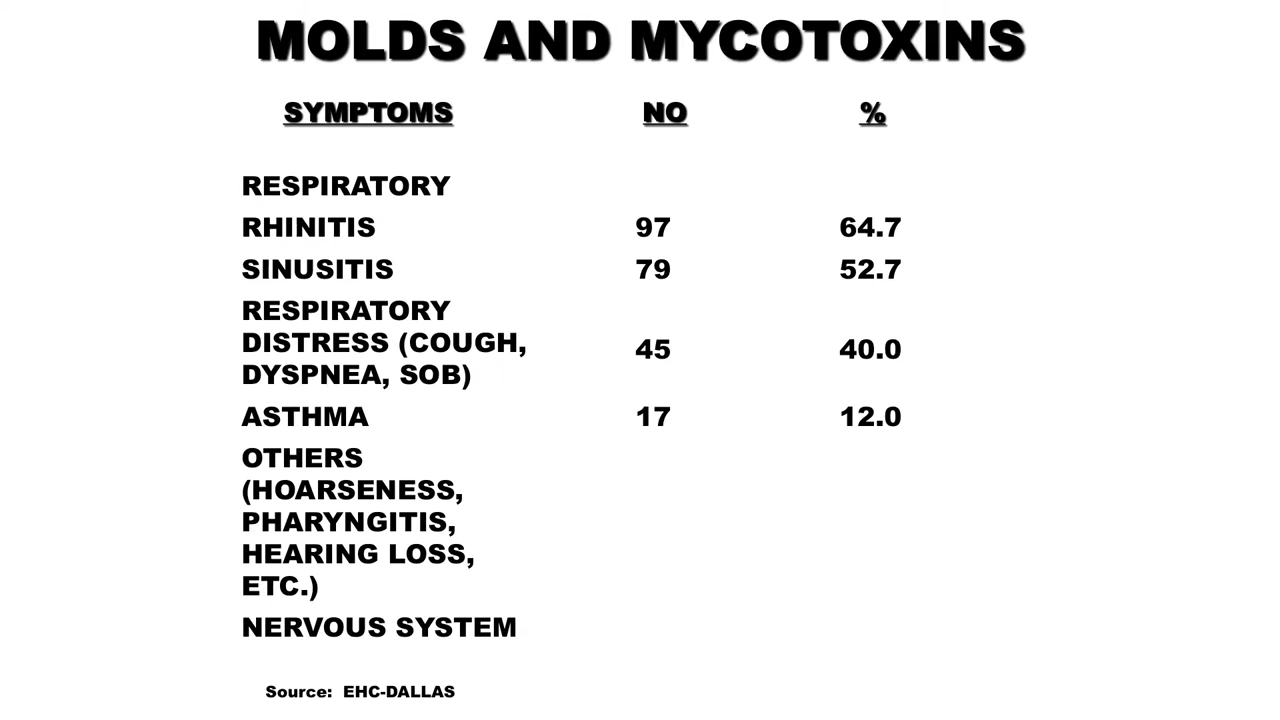 MOLDS AND MYCOTOXINS
SYMPTOMS NO %
RESPIRATORY
RHINITIS 97 64.7
SINUSITIS 79 52.7
RESPIRATORY
DISTRESS (COUGH,
DYSPNEA, SOB) 45 40.0
ASTHMA 17 12.0
OTHERS
(HOARSENESS,
PHARYNGITIS,
HEARING LOSS,
ETC.)
NERVOUS SYSTEM
Source: EHC-DALLAS